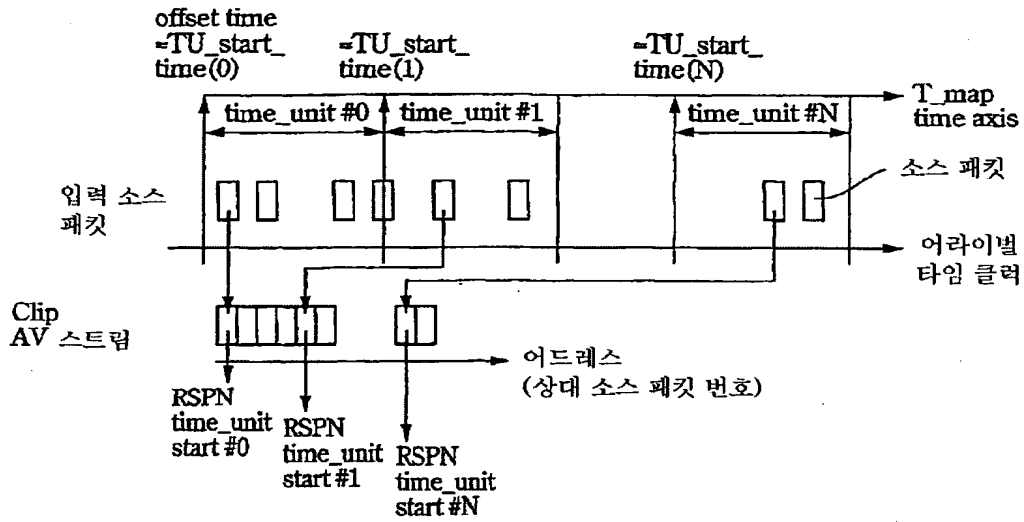 offset time
=TU_start_
time(0)
=TU_start_
time(1)
=TU_start_
time(N)
time_unit #0
time_unit #1
time_unit #N
T_map
time axis
입력 소스
패킷
소스 패킷
어라이벌
타임 클럭
Clip
AV 스트림
어드레스
(상대 소스 패킷 번호)
RSPN
time_unit
start #0
RSPN
time_unit
start #1
RSPN
time_unit
start #N